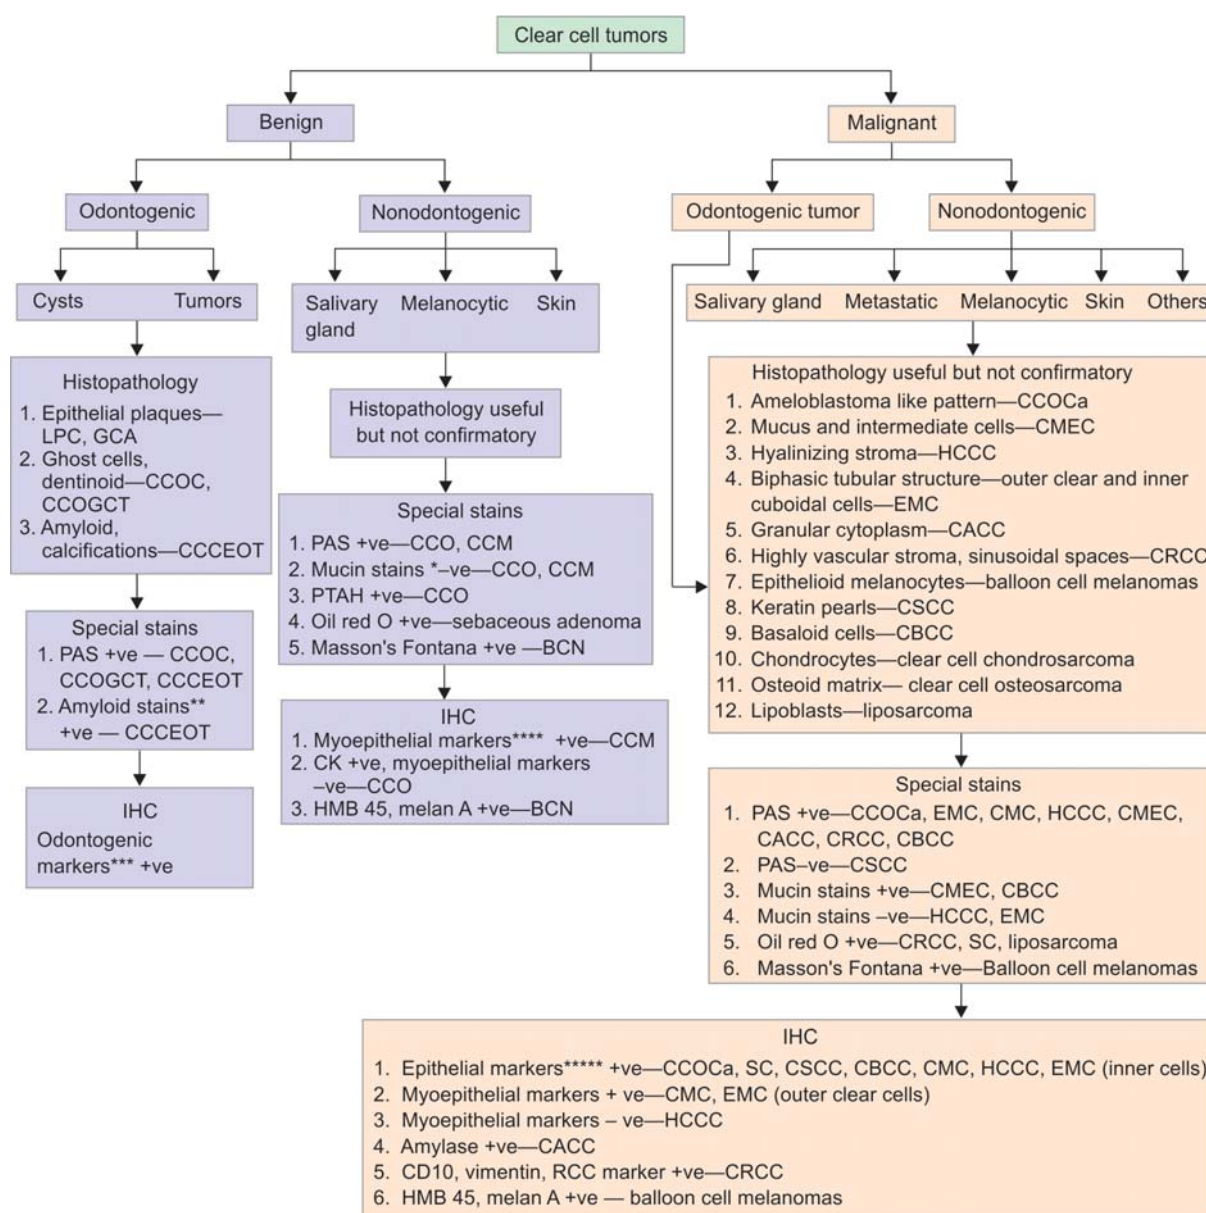 Clear cell tumors
Benign
Malignant
Odontogenic
Nonodontogenic
Odontogenic tumor
Nonodontogenic
Cysts
Tumors
Salivary
gland
Melanocytic
Skin
Salivary gland
Metastatic
Melanocytic
Skin
Others
Histopathology
1. Epithelial plaques—
LPC, GCA
2. Ghost cells,
dentinoid—CCOC,
CCOGCT
3. Amyloid,
calcifications—CCCEOT
Special stains
1. PAS +ve — CCOC,
CCOGCT, CCCEOT
2. Amyloid stains**
+ve — CCCEOT
IHC
Odontogenic
markers*** +ve
Histopathology useful
but not confirmatory
Special stains
1. PAS +ve—CCO, CCM
2. Mucin stains *–ve—CCO, CCM
3. PTAH +ve—CCO
4. Oil red O +ve—sebaceous adenoma
5. Masson's Fontana +ve —BCN
IHC
1. Myoepithelial markers**** +ve—CCM
2. CK +ve, myoepithelial markers
–ve—CCO
3. HMB 45, melan A +ve—BCN
Histopathology useful but not confirmatory
1. Ameloblastoma like pattern—CCOCa
2. Mucus and intermediate cells—CMEC
3. Hyalinizing stroma—HCCC
4. Biphasic tubular structure—outer clear and inner
cuboidal cells—EMC
5. Granular cytoplasm—CACC
6. Highly vascular stroma, sinusoidal spaces—CRCC
7. Epithelioid melanocytes—balloon cell melanomas
8. Keratin pearls—CSCC
9. Basaloid cells—CBCC
10. Chondrocytes—clear cell chondrosarcoma
11. Osteoid matrix— clear cell osteosarcoma
12. Lipoblasts—liposarcoma
Special stains
1. PAS +ve—CCOCa, EMC, CMC, HCCC, CMEC,
CACC, CRCC, CBCC
2. PAS–ve—CSCC
3. Mucin stains +ve—CMEC, CBCC
4. Mucin stains –ve—HCCC, EMC
5. Oil red O +ve—CRCC, SC, liposarcoma
6. Masson's Fontana +ve—Balloon cell melanomas
IHC
1. Epithelial markers***** +ve—CCOCa, SC, CSCC, CBCC, CMC, HCCC, EMC (inner cells)
2. Myoepithelial markers + ve—CMC, EMC (outer clear cells)
3. Myoepithelial markers – ve—HCCC
4. Amylase +ve—CACC
5. CD10, vimentin, RCC marker +ve—CRCC
6. HMB 45, melan A +ve — balloon cell melanomas